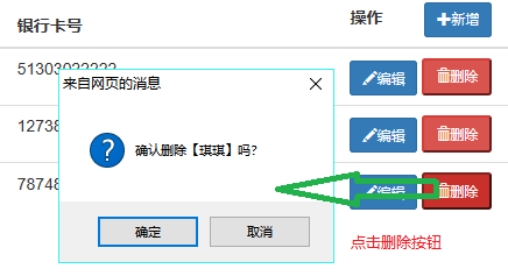 银行卡号 操作 新增
51303022222 编辑 删除
来自网页的消息
12738 编辑 删除
确认删除【琪琪】吗?
78748 编辑 删除
确定 取消
点击删除按钮